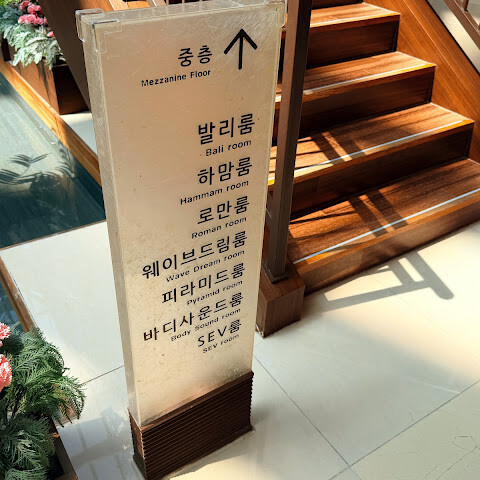 중층
Mezzanine Floor
발리룸
Bali room
하맘룸
Hammam room
로만룸
Roman room
웨이브드림룸
Wave Dream room
피라미드룸
Pyramid room
바디사운드룸
Body Sound room
SEV룸
SEV room